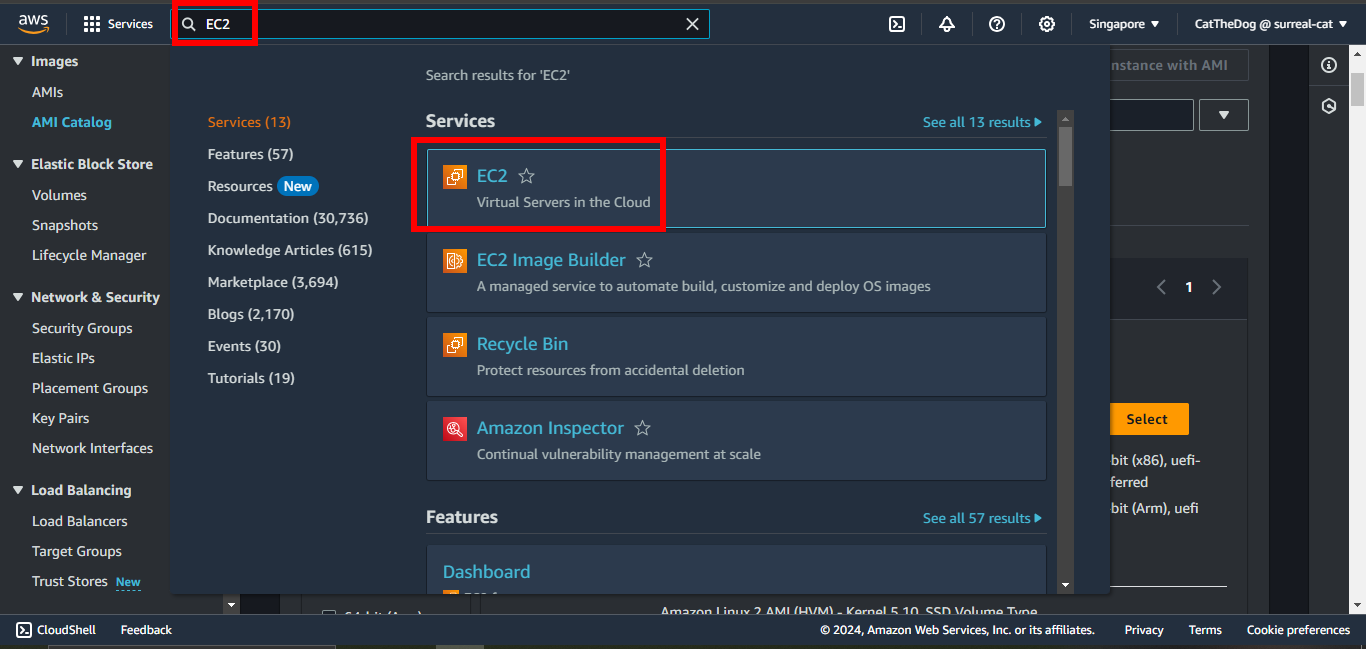 aws
Services
EC2
Singapore
CatTheDog @ surreal-cat
Images
AMIs
AMI Catalog
Elastic Block Store
Volumes
Snapshots
Lifecycle Manager
Network & Security
Security Groups
Elastic IPs
Placement Groups
Key Pairs
Network Interfaces
Load Balancing
Load Balancers
Target Groups
Trust Stores New
Search results for 'EC2'
Services (13)
Features (57)
Resources New
Documentation (30,736)
Knowledge Articles (615)
Marketplace (3,694)
Blogs (2,170)
Events (30)
Tutorials (19)
Services
See all 13 results
EC2
Virtual Servers in the Cloud
EC2 Image Builder
A managed service to automate build, customize and deploy OS images
Recycle Bin
Protect resources from accidental deletion
Amazon Inspector
Continual vulnerability management at scale
Features
See all 57 results
Dashboard
nstance with AMI
1
Select
bit (x86), uefi-
ferred
bit (Arm), uefi
Amazon Linux 2 AMI (HVM) - Kernel 5.10, SSD Volume Type
CloudShell
Feedback
© 2024, Amazon Web Services, Inc. or its affiliates.
Privacy
Terms
Cookie preferences